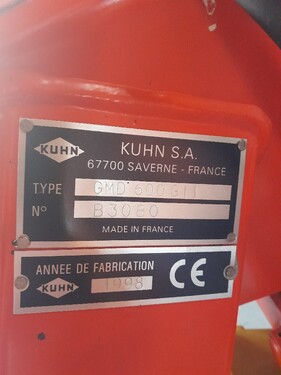 KUHN
KUHN S.A.
67700 SAVERNE - FRANCE
TYPE GMD 600 GII
Nº B3080
MADE IN FRANCE
ANNEE DE FABRICATION
KUHN 1998 CE